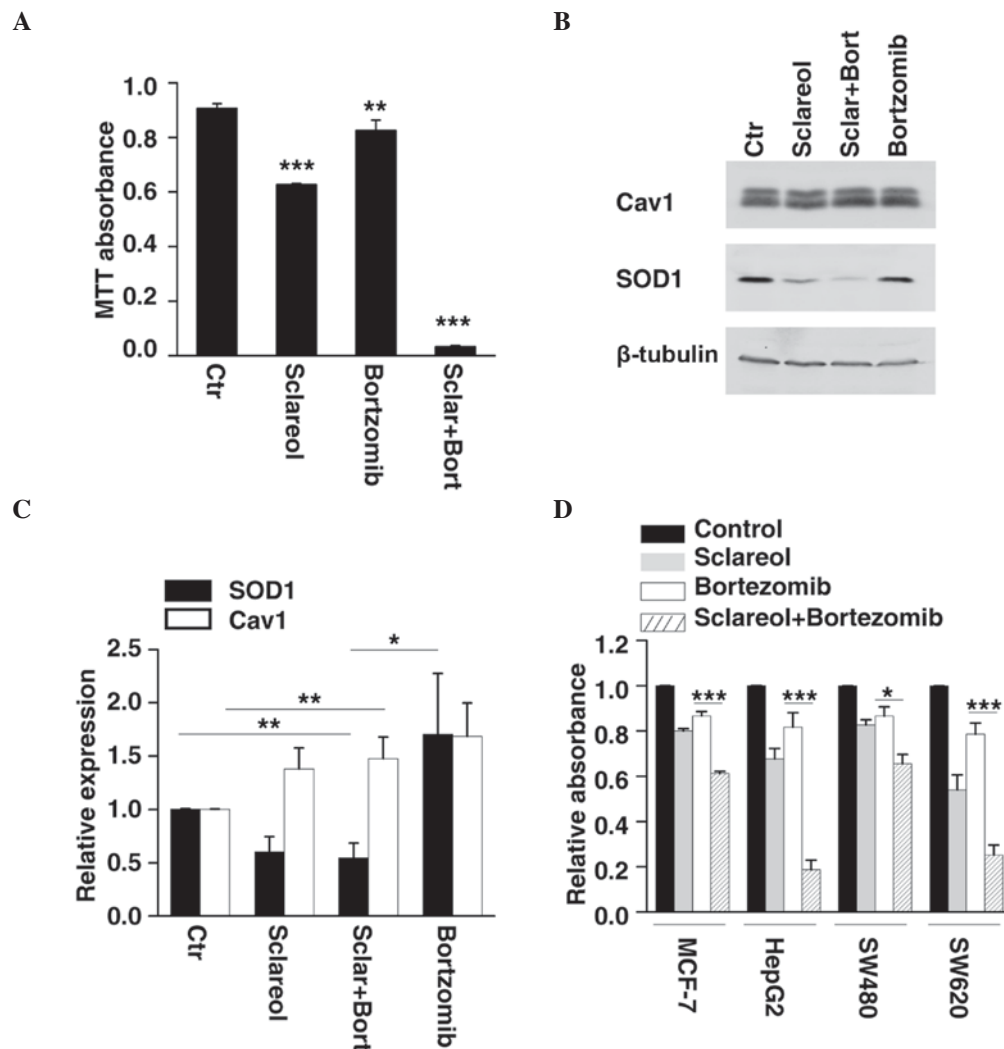 A
MTT absorbance
1.0
0.8
0.6
0.4
0.2
0.0
***
**
***
Ctr
Sclareol
Bortzomib
Sclar+Bort
B
Ctr
Sclareol
Sclar+Bort
Bortzomib
Cav1
SOD1
β-tubulin
C
SOD1
Cav1
Relative expression
2.5
2.0
1.5
1.0
0.5
0.0
*
**
**
Ctr
Sclareol
Sclar+Bort
Bortzomib
D
Control
Sclareol
Bortezomib
Sclareol+Bortezomib
Relative absorbance
1.2
1.0
0.8
0.6
0.4
0.2
0.0
***
***
*
***
MCF-7
HepG2
SW480
SW620